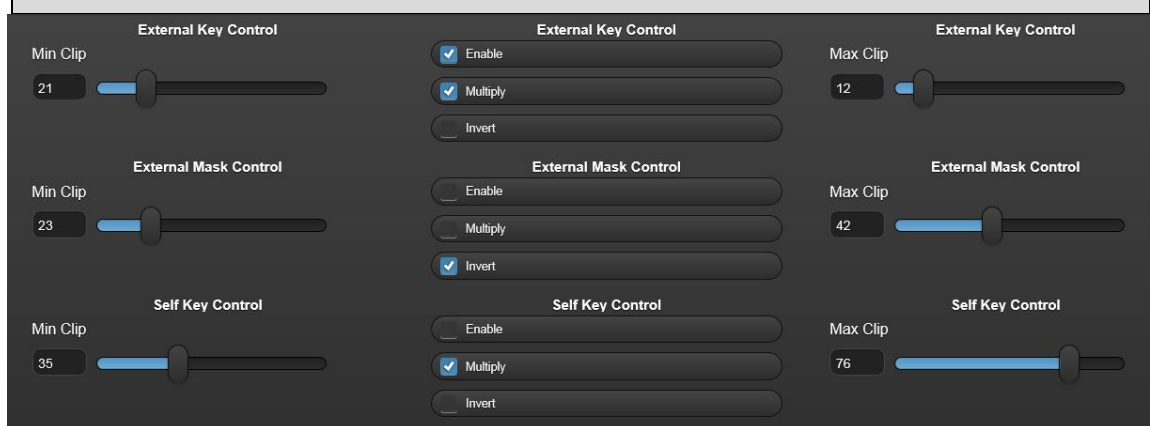 External Key Control External Key Control External Key Control
Min Clip Enable Max Clip
21 Multiply 12
Invert
External Mask Control External Mask Control External Mask Control
Min Clip Enable Max Clip
23 Multiply 42
Invert
Self Key Control Self Key Control Self Key Control
Min Clip Enable Max Clip
35 Multiply 76
Invert